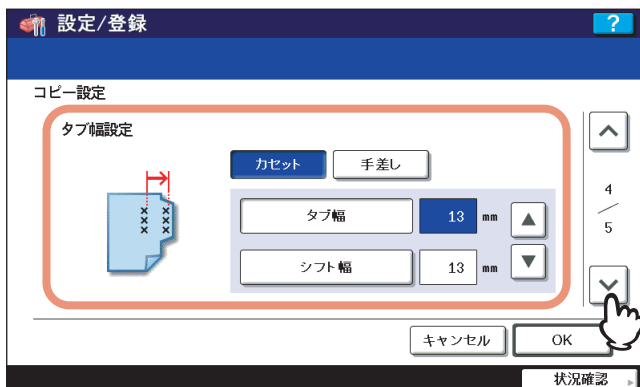 設定/登録 ?
コピー設定
タブ幅設定
カセット 手差し
タブ幅 13 mm ▲
シフト幅 13 mm ▼
4
/
5
xxx xxx
キャンセル OK
状況確認